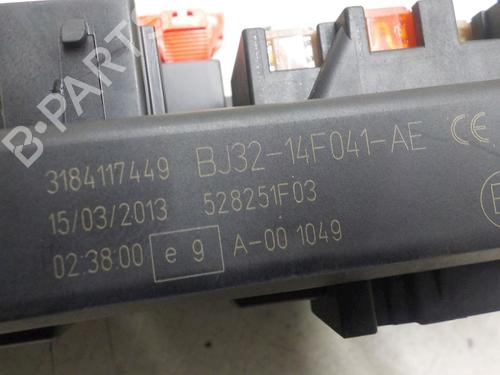 B-PARTS
3184117449 BJ32-14F041-AE CE
15/03/2013 528251F03
02:38:00 e 9 A-00 1049